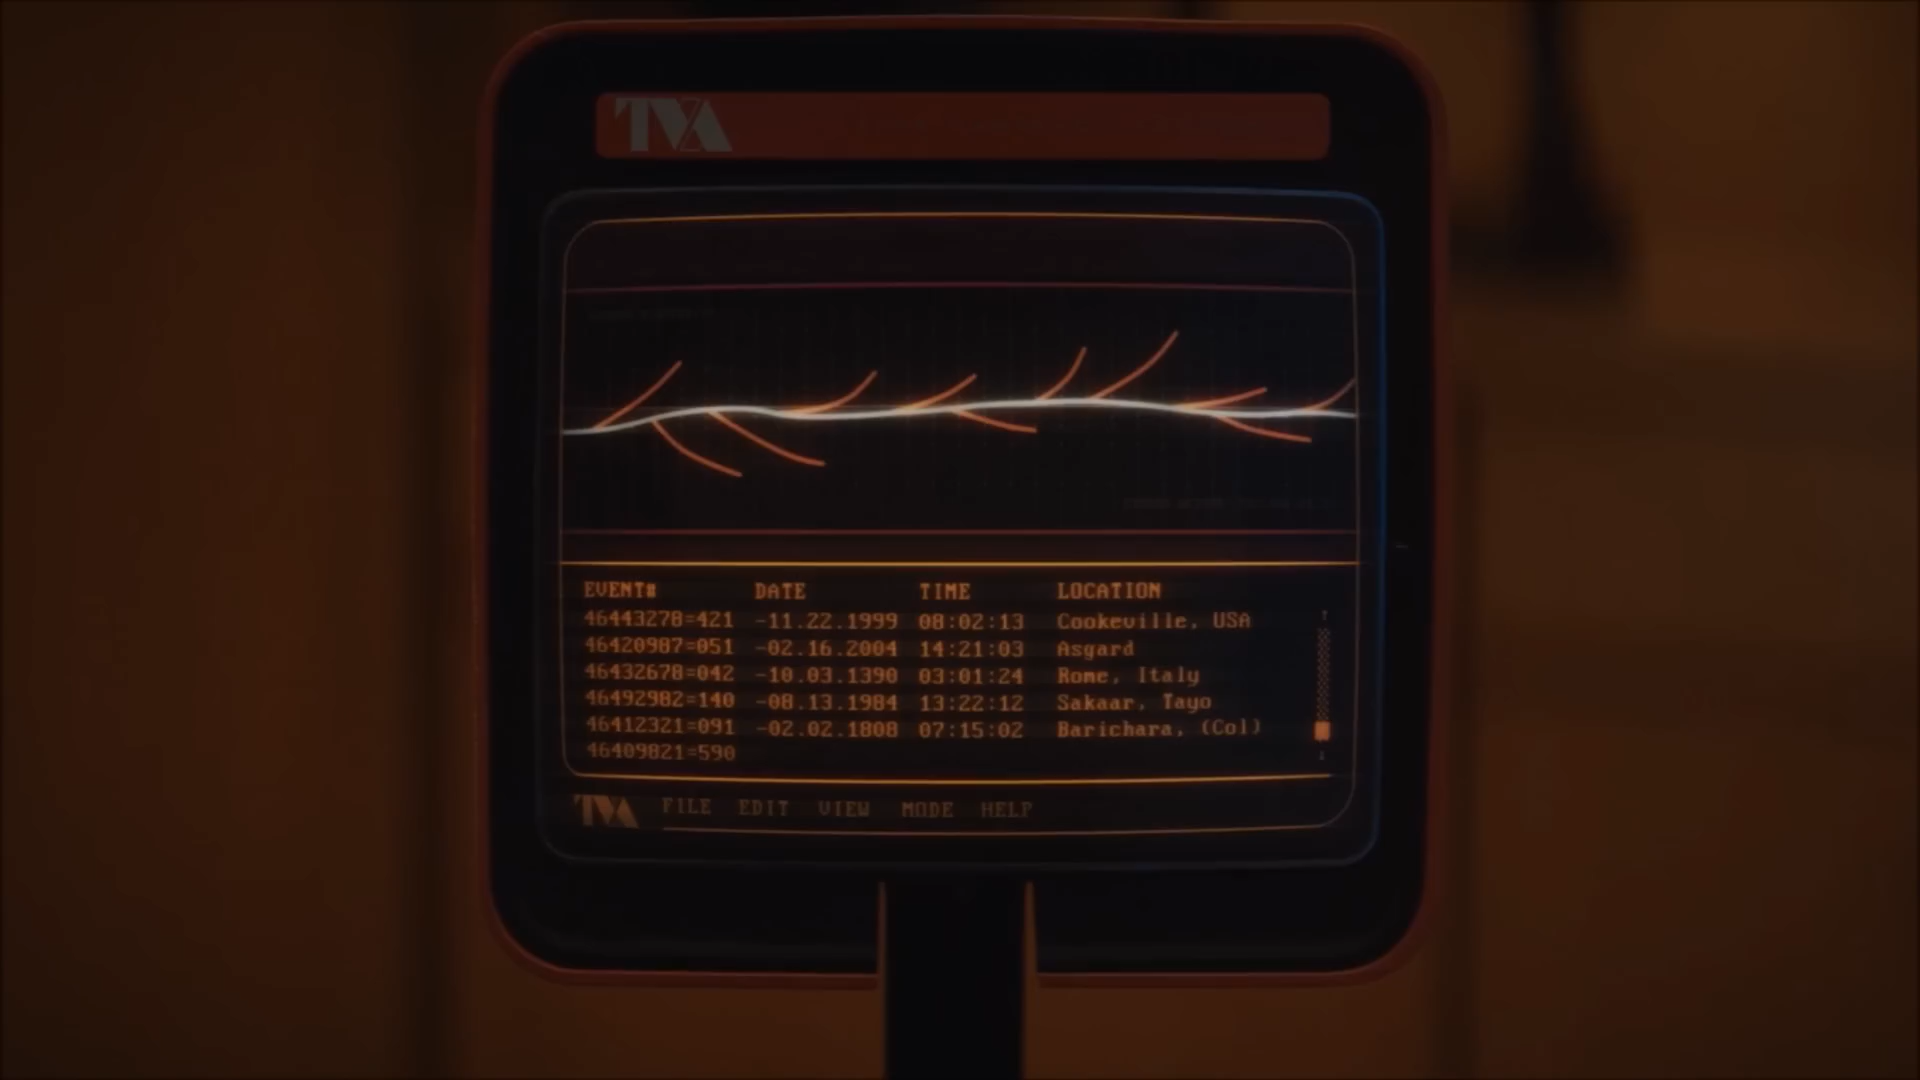 TVA
EVENT# DATE TIME LOCATION
46443278=421 -11.22.1999 08:02:13 Cookeville, USA
46420987=051 -02.16.2004 14:21:03 Asgard
46432678=042 -10.03.1390 03:01:24 Rome, Italy
46492982=140 -08.13.1984 13:22:12 Sakaar, Tayo
46412321=091 -02.02.1808 07:15:02 Barichara, (Col)
46409821=590
TVA FILE EDIT VIEW MODE HELP